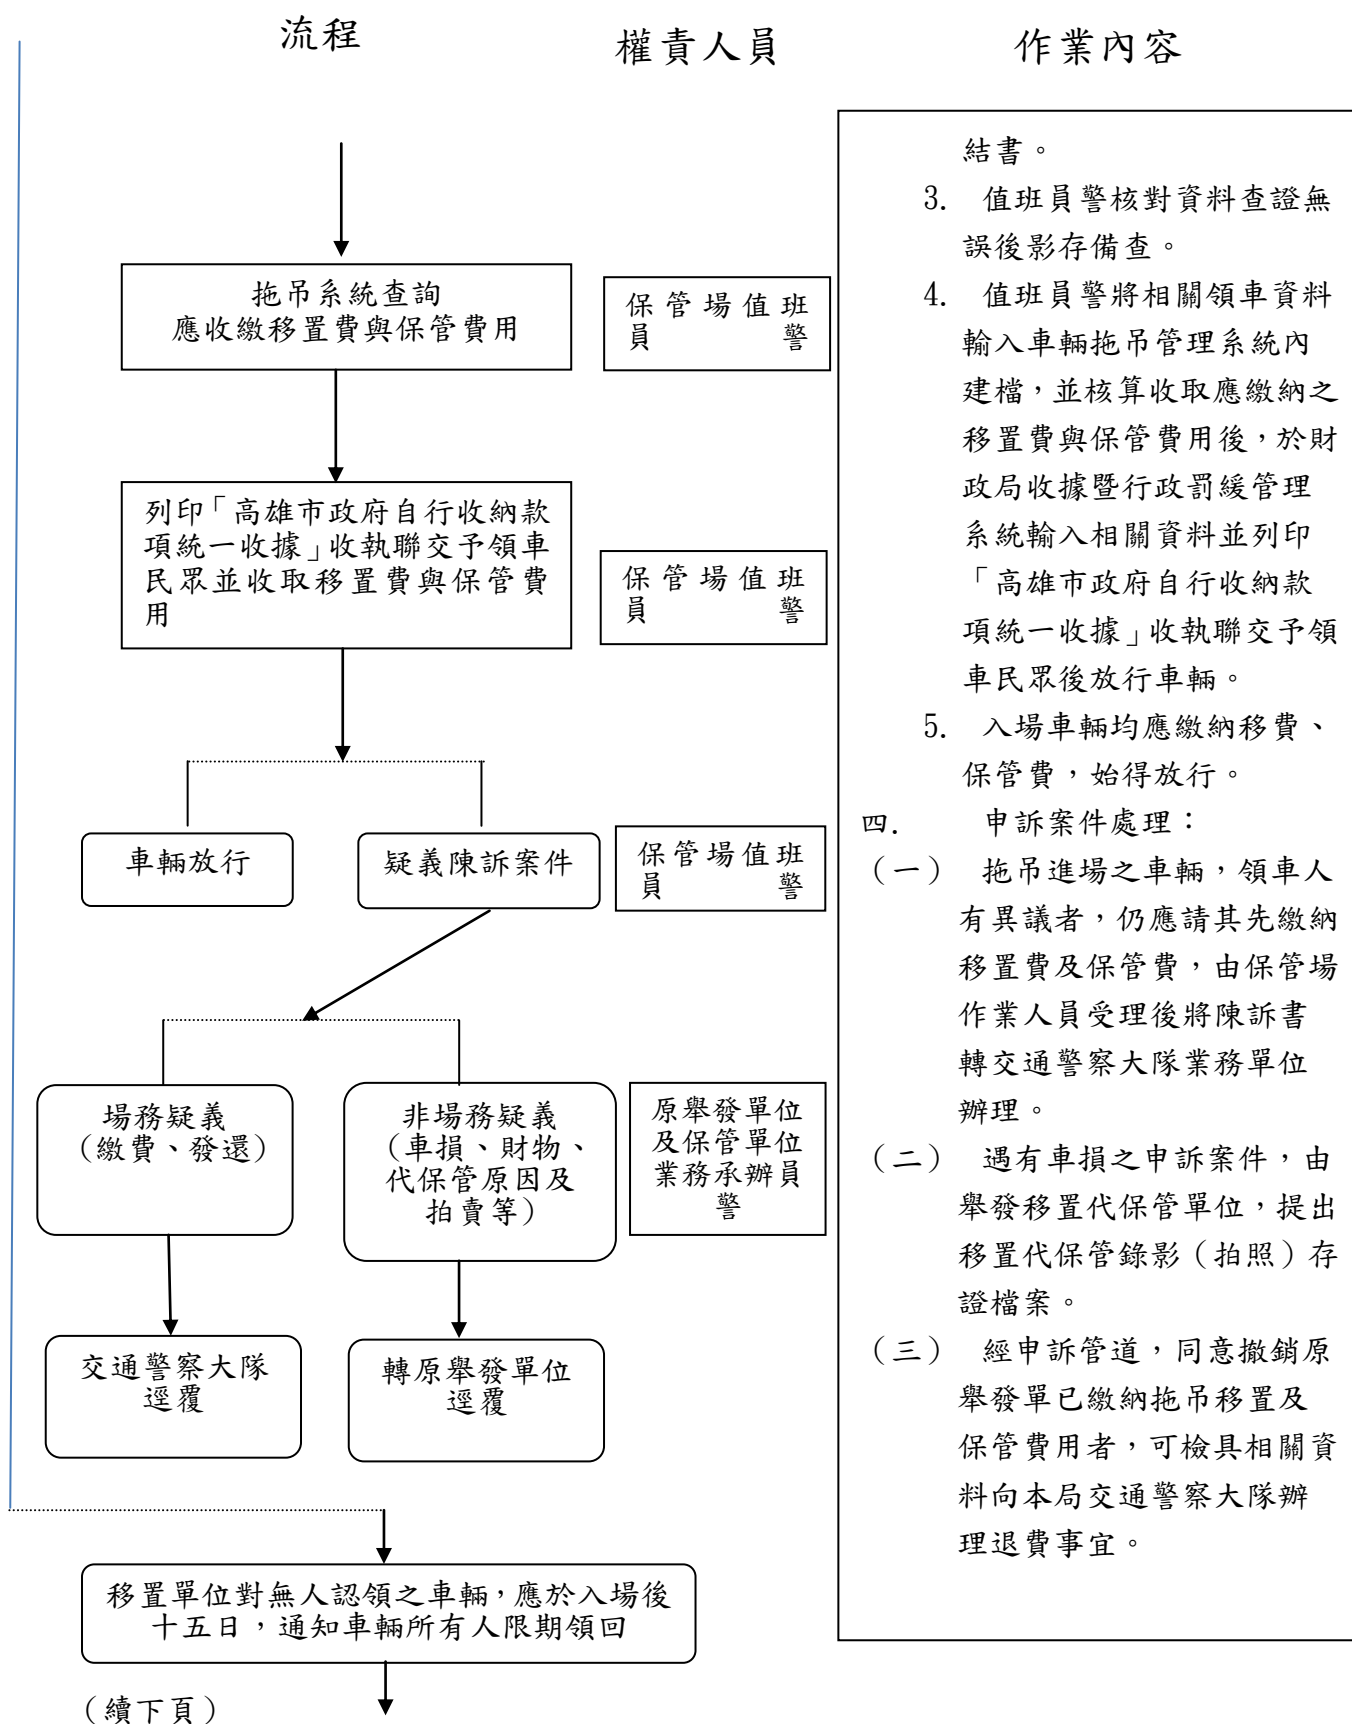 流程
權責人員
作業內容
拖吊系統查詢
應收繳移置費與保管費用
保管場值班
員警
列印「高雄市政府自行收納款
項統一收據」收執聯交予領車
民眾並收取移置費與保管費
用
保管場值班
員警
車輛放行
疑義陳訴案件
保管場值班
員警
場務疑義
（繳費、發還）
非場務疑義
（車損、財物、
代保管原因及
拍賣等）
原舉發單位
及保管單位
業務承辦員
警
交通警察大隊
逕覆
轉原舉發單位
逕覆
移置單位對無人認領之車輛，應於入場後
十五日，通知車輛所有人限期領回
（續下頁）
結書。
3. 值班員警核對資料查證無
誤後影存備查。
4. 值班員警將相關領車資料
輸入車輛拖吊管理系統內
建檔，並核算收取應繳納之
移置費與保管費用後，於財
政局收據暨行政罰緩管理
系統輸入相關資料並列印
「高雄市政府自行收納款
項統一收據」收執聯交予領
車民眾後放行車輛。
5. 入場車輛均應繳納移費、
保管費，始得放行。
四. 申訴案件處理：
（一） 拖吊進場之車輛，領車人
有異議者，仍應請其先繳納
移置費及保管費，由保管場
作業人員受理後將陳訴書
轉交通警察大隊業務單位
辦理。
（二） 遇有車損之申訴案件，由
舉發移置代保管單位，提出
移置代保管錄影（拍照）存
證檔案。
（三） 經申訴管道，同意撤銷原
舉發單已繳納拖吊移置及
保管費用者，可檢具相關資
料向本局交通警察大隊辦
理退費事宜。